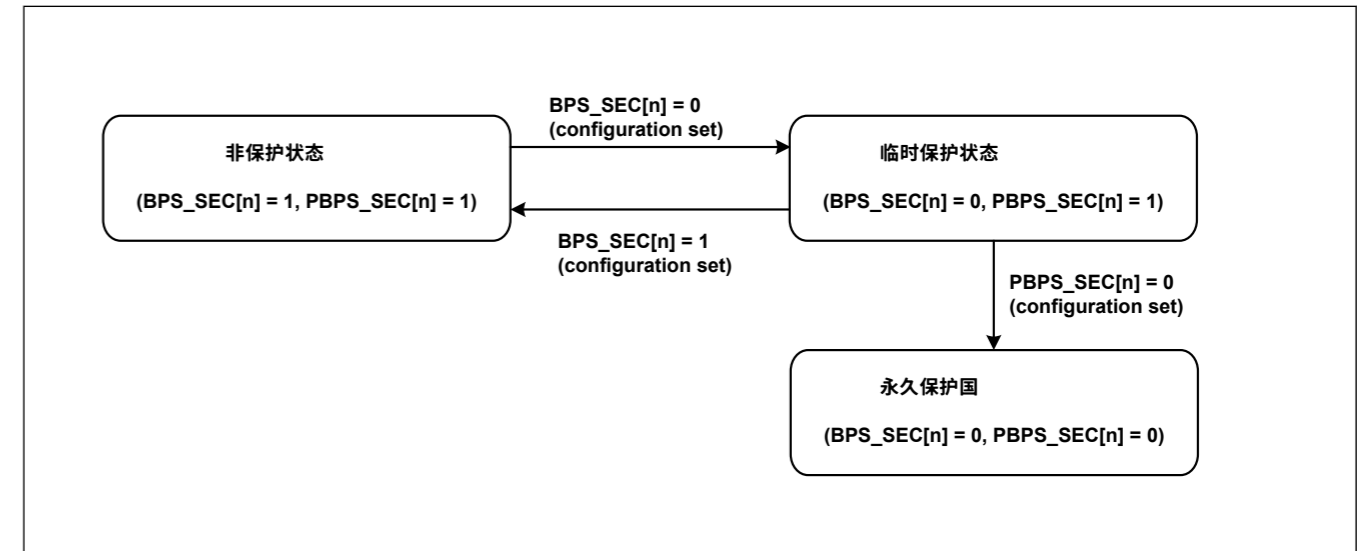 BPS_SEC[n] = 0
(configuration set)
非保护状态
(BPS_SEC[n] = 1, PBPS_SEC[n] = 1)
临时保护状态
(BPS_SEC[n] = 0, PBPS_SEC[n] = 1)
BPS_SEC[n] = 1
(configuration set)
PBPS_SEC[n] = 0
(configuration set)
永久保护国
(BPS_SEC[n] = 0, PBPS_SEC[n] = 0)